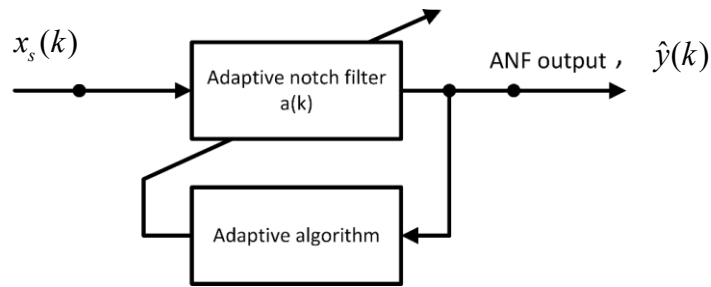 x_s(k)
Adaptive notch filter
a(k)
ANF output , ŷ(k)
Adaptive algorithm